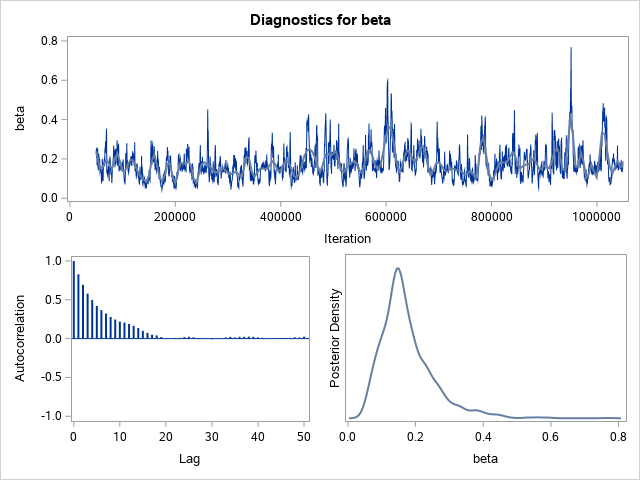 Diagnostics for beta
0.8
0.6
0.4
0.2
0.0
beta
0 200000 400000 600000 800000 1000000
Iteration
1.0
0.5
0.0
-0.5
-1.0
Autocorrelation
0 10 20 30 40 50
Lag
Posterior Density
0.0 0.2 0.4 0.6 0.8
beta